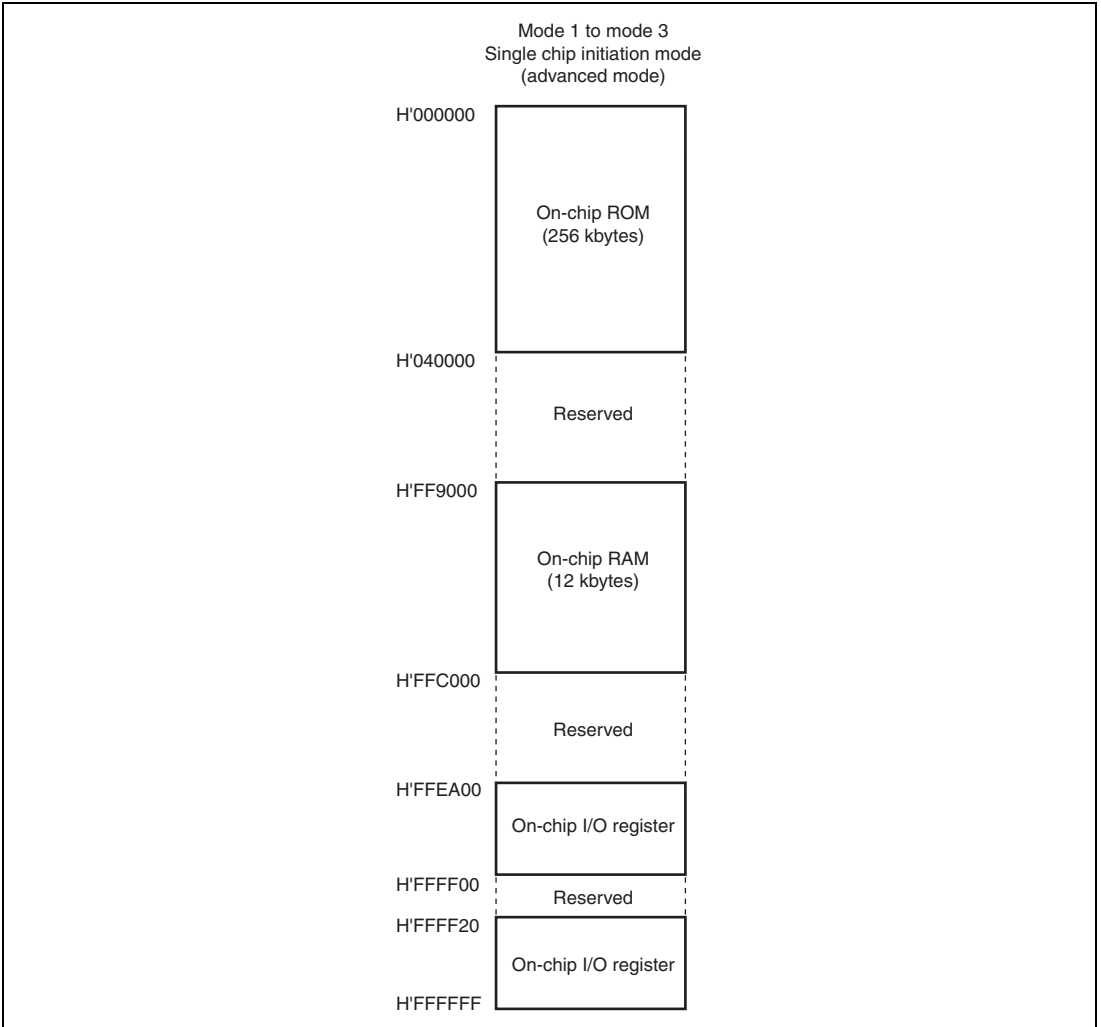 Mode 1 to mode 3
Single chip initiation mode
(advanced mode)
H'000000
On-chip ROM
(256 kbytes)
H'040000
Reserved
H'FF9000
On-chip RAM
(12 kbytes)
H'FFC000
Reserved
H'FFEA00
On-chip I/O register
H'FFFF00
Reserved
H'FFFF20
On-chip I/O register
H'FFFFFF